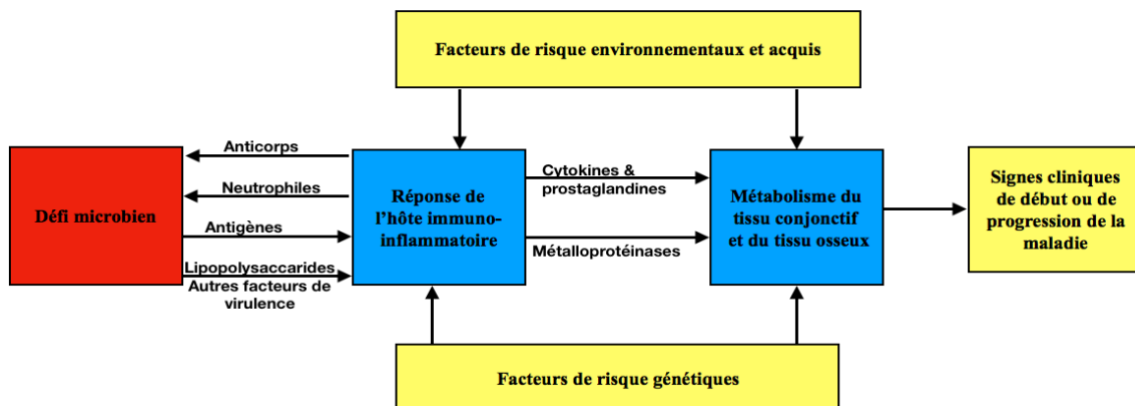 Facteurs de risque environnementaux et acquis
Anticorps
Neutrophiles
Défi microbien
Antigènes
Lipopolysaccarides
Autres facteurs de
virulence
Réponse de
l’hôte immuno-
inflammatoire
Cytokines &
prostaglandines
Métalloprotéinases
Métabolisme du
tissu conjonctif
et du tissu osseux
Signes cliniques
de début ou de
progression de la
maladie
Facteurs de risque génétiques